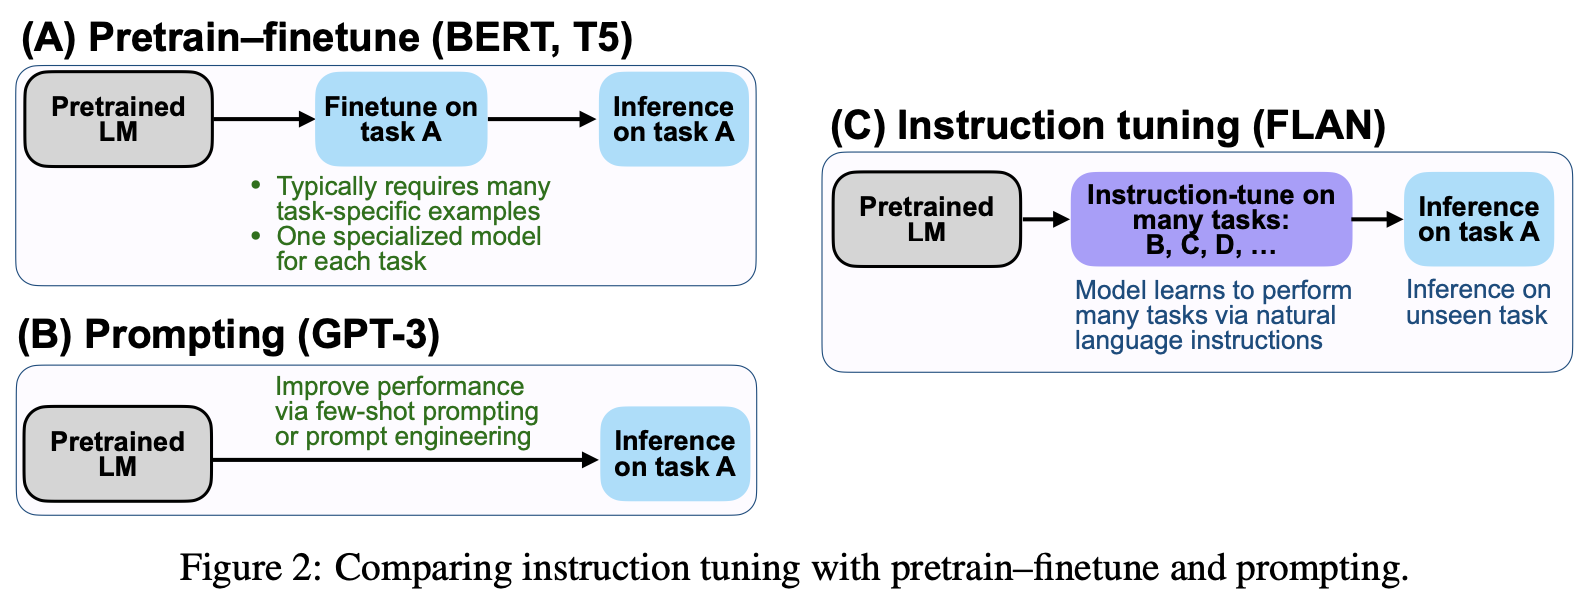 (A) Pretrain–finetune (BERT, T5)
Pretrained
LM
Finetune on
task A
Inference
on task A
• Typically requires many
task-specific examples
• One specialized model
for each task
(B) Prompting (GPT-3)
Improve performance
via few-shot prompting
or prompt engineering
Pretrained
LM
Inference
on task A
(C) Instruction tuning (FLAN)
Pretrained
LM
Instruction-tune on
many tasks:
B, C, D, …
Inference
on task A
Model learns to perform
many tasks via natural
language instructions
Inference on
unseen task
Figure 2: Comparing instruction tuning with pretrain–finetune and prompting.